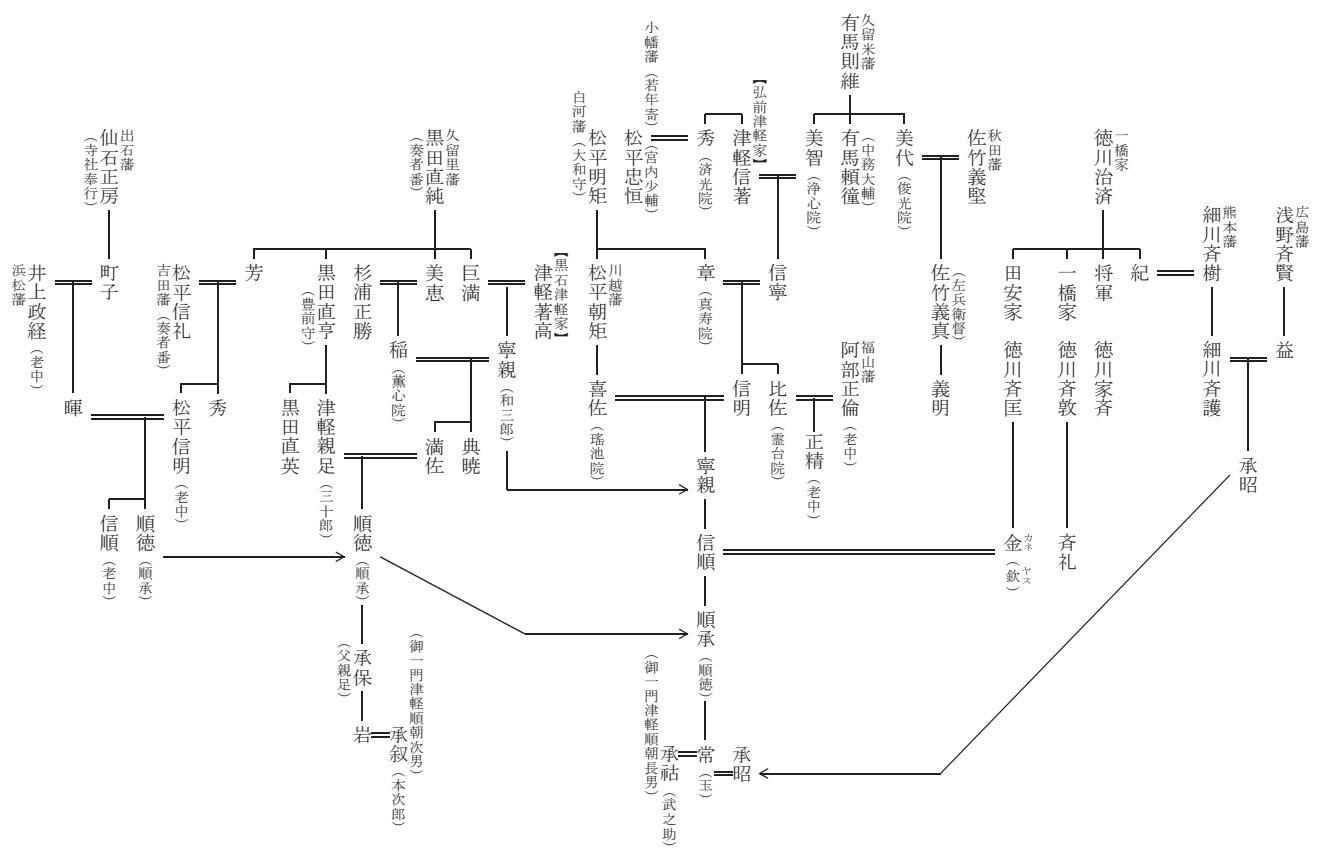 久留米藩
有馬則維
小幡藩（若年寄）
松平忠恒
（宮内少輔）
【弘前津軽家】
津軽信著
秀（済光院）
白河藩（大和守）
松平明矩
美代（俊光院）
有馬頼徸
（中務大輔）
美智（浄心院）
秋田藩
佐竹義堅
一橋家
徳川治済
久留里藩
黒田直純
（奏者番）
出石藩
仙石正房
（寺社奉行）
広島藩
浅野斉賢
熊本藩
細川斉樹
紀
将軍　徳川家斉
一橋家　徳川斉敦
田安家　徳川斉匡
（左兵衛督）
佐竹義真
信寧
章（真寿院）
川越藩
松平朝矩
【黒石津軽家】
津軽著高
巨満
美恵
杉浦正勝
黒田直亨
（豊前守）
芳
松平信礼
吉田藩（奏者番）
町子
井上政経（老中）
浜松藩
益
細川斉護
義明
福山藩
阿部正倫（老中）
比佐（霊台院）
信明
喜佐（瑤池院）
寧親（和三郎）
稲（薫心院）
津軽親足（三十郎）
黒田直英
秀
松平信明（老中）
暉
正精（老中）
典暁
満佐
承昭
寧親
順徳（順承）
順徳（順承）
信順（老中）
斉礼
金（欽）
カネ　ヤス
信順
順承（順徳）
承保
（父親足）
（御一門津軽順朝次男）
承叙（本次郎）
岩
承昭
常（玉）
承祜（武之助）
（御一門津軽順朝長男）